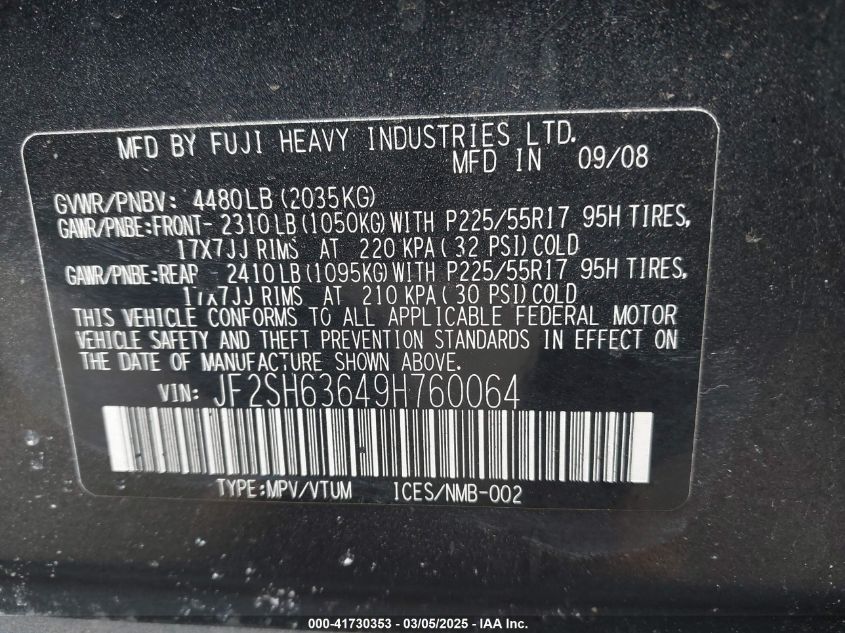 MFD BY FUJI HEAVY INDUSTRIES LTD.
MFD IN 09/08
GVWR/PNBV: 4480LB(2035KG)
GAWR/PNBE:FRONT- 2310LB(1050KG)WITH P225/55R17 95H TIRES,
17X7JJ RIMS AT 220 KPA(32 PSI)COLD
GAWR/PNBE:REAR 2410LB(1095KG)WITH P225/55R17 95H TIRES,
17x7JJ RIMS AT 210 KPA(30 PSI)COLD
THIS VEHICLE CONFORMS TO ALL APPLICABLE FEDERAL MOTOR
VEHICLE SAFETY AND THEFT PREVENTION STANDARDS IN EFFECT ON
THE DATE OF MANUFACTURE SHOWN ABOVE.
VIN: JF2SH63649H760064
TYPE:MPV/VTUM ICES/NMB-002
000-41730353 - 03/05/2025 - IAA Inc.